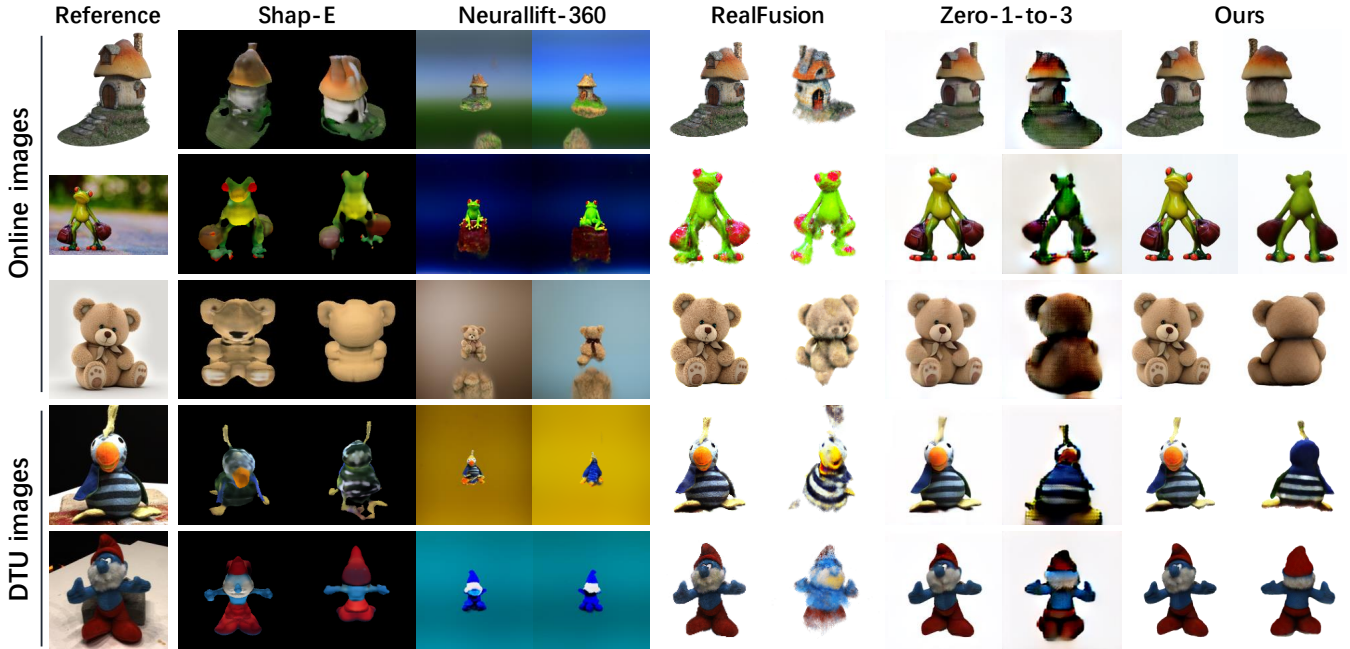 Reference Shap-E Neurallift-360 RealFusion Zero-1-to-3 Ours
Online images
DTU images